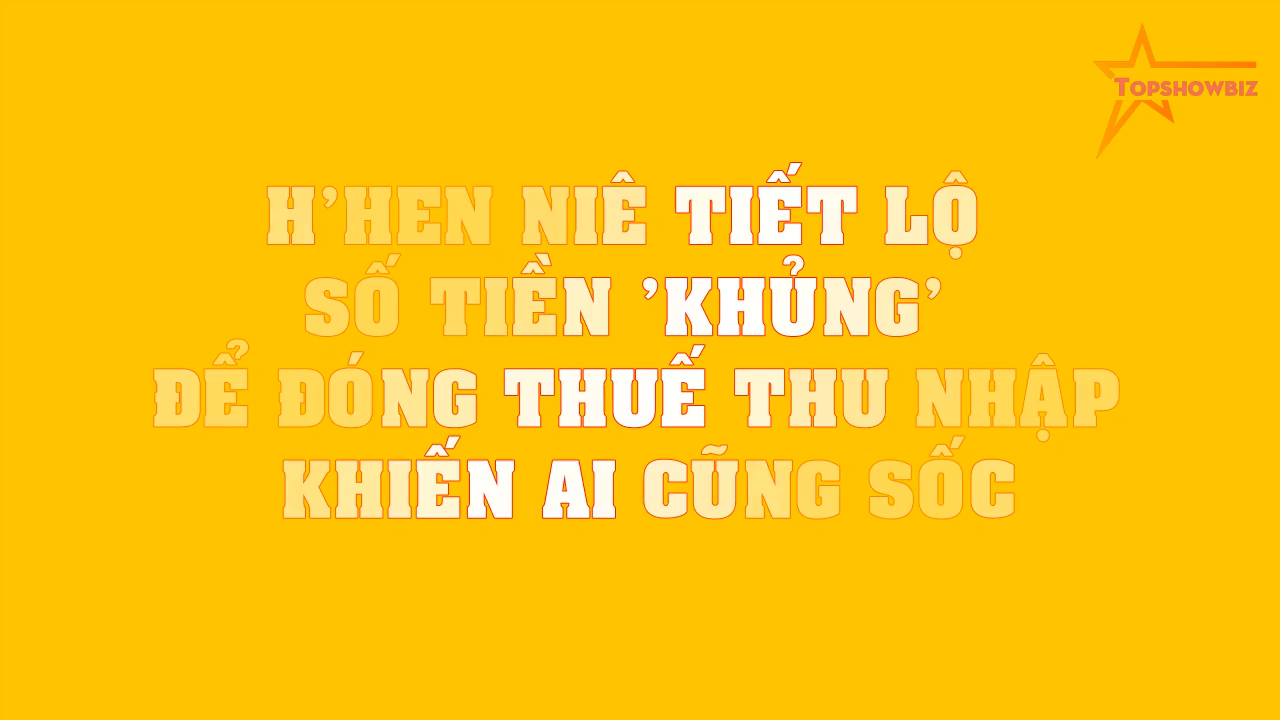 TOPSHOWBIZ
H'HEN NIÊ TIẾT LỘ
SỐ TIỀN 'KHỦNG'
ĐỂ ĐÓNG THUẾ THU NHẬP
KHIẾN AI CŨNG SỐC